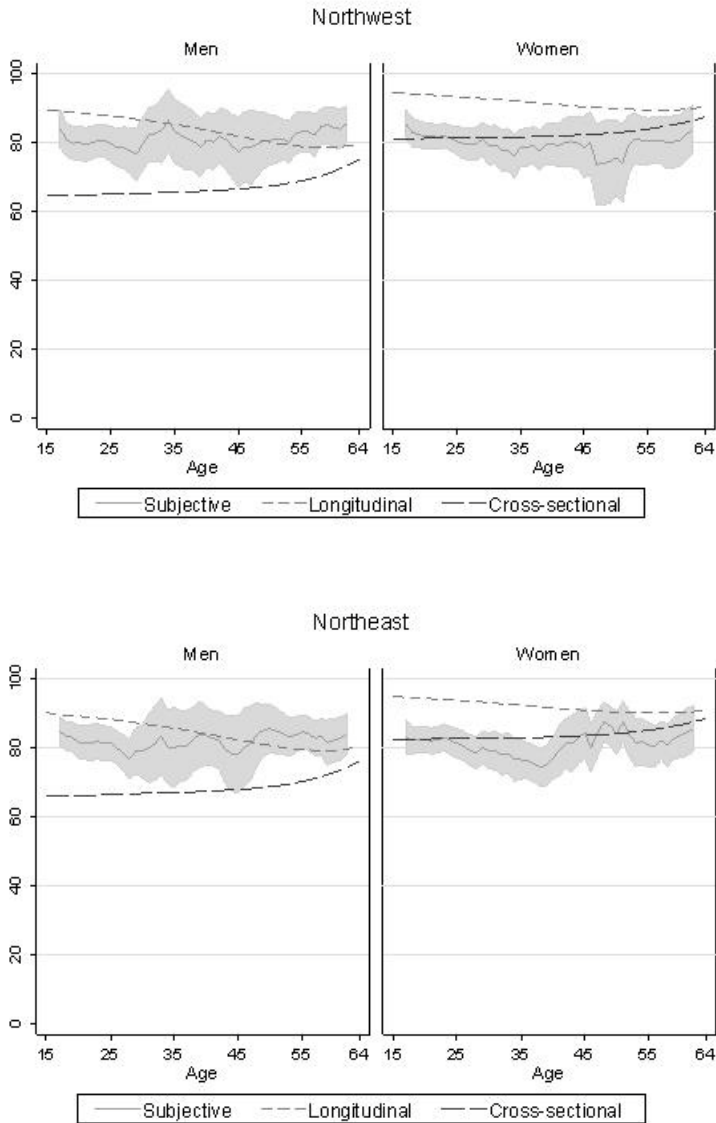 Northwest
Men
Women
100
80
60
40
20
0
15 25 35 45 55 64
15 25 35 45 55 64
Age
Age
Subjective Longitudinal Cross-sectional
Northeast
Men
Women
100
80
60
40
20
0
15 25 35 45 55 64
15 25 35 45 55 64
Age
Age
Subjective Longitudinal Cross-sectional